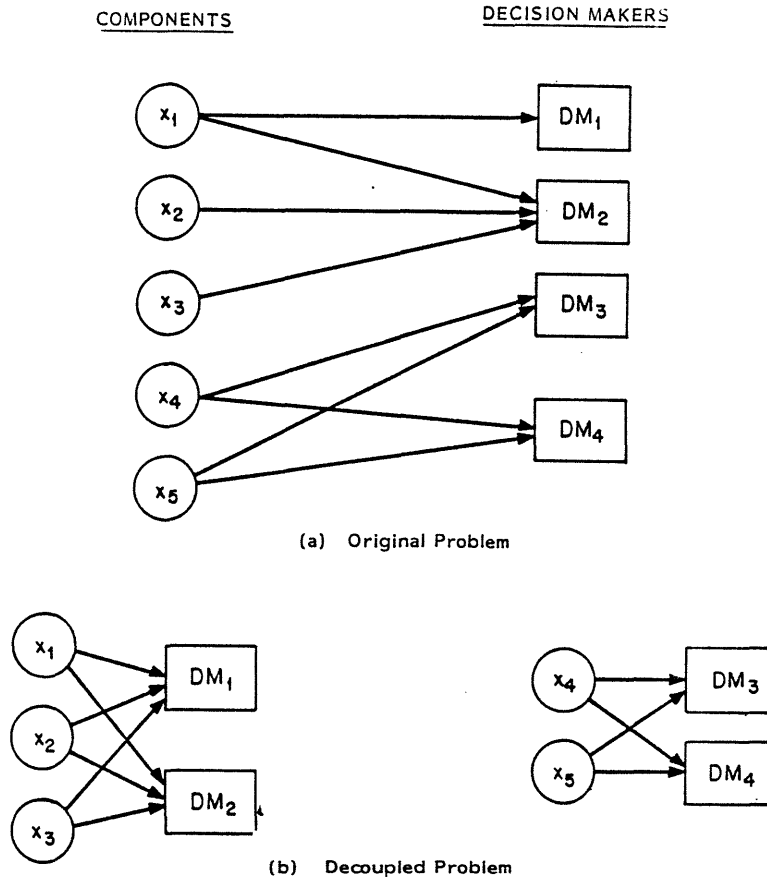 COMPONENTS
DECISION MAKERS
x1
DM1
x2
DM2
x3
DM3
x4
DM4
x5
(a) Original Problem
x1
DM1
x2
DM2
x3
x4
DM3
x5
DM4
(b) Decoupled Problem